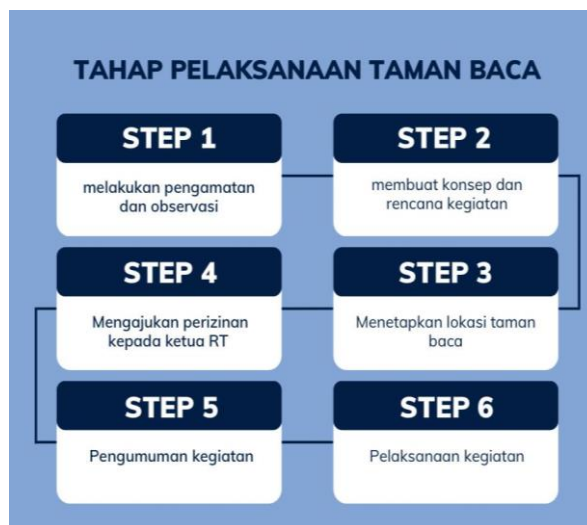 TAHAP PELAKSANAAN TAMAN BACA
STEP 1
melakukan pengamatan
dan observasi
STEP 2
membuat konsep dan
rencana kegiatan
STEP 3
Menetapkan lokasi taman
baca
STEP 4
Mengajukan perizinan
kepada ketua RT
STEP 5
Pengumuman kegiatan
STEP 6
Pelaksanaan kegiatan